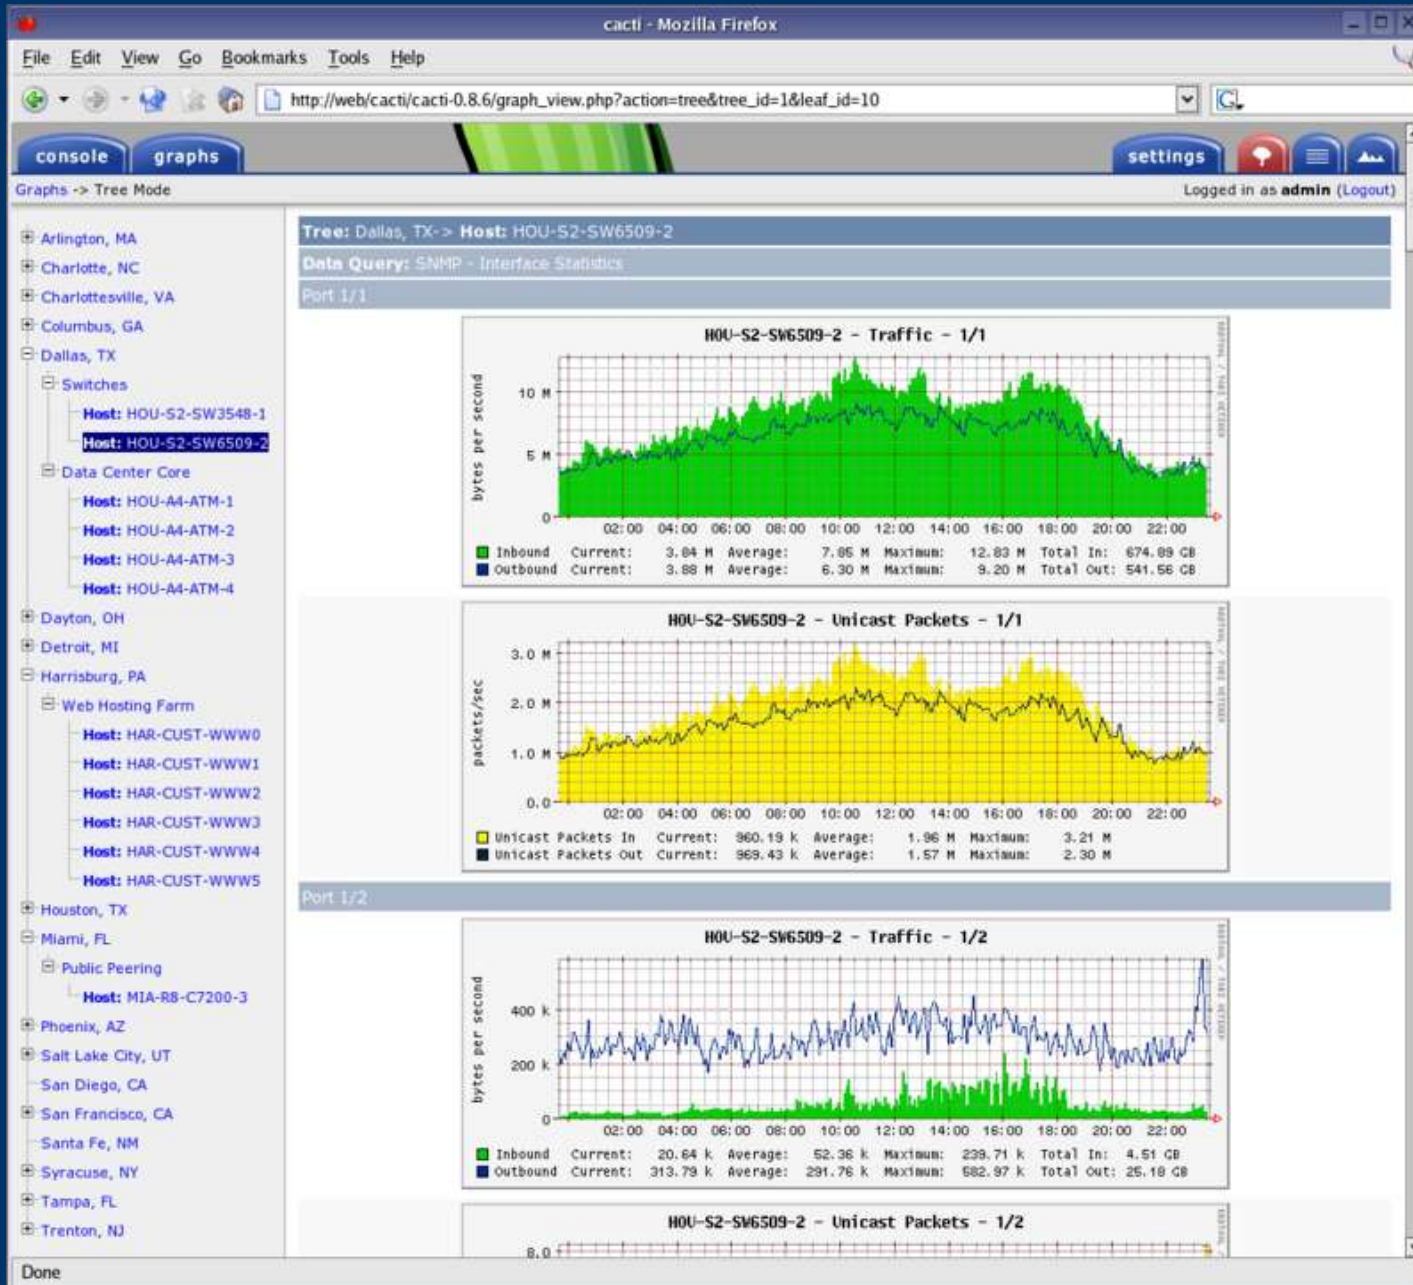 cacti - Mozilla Firefox
File Edit View Go Bookmarks Tools Help
http://web/cacti/cacti-0.8.6/graph_view.php?action=tree&tree_id=1&leaf_id=10
G
console graphs settings
Graphs -> Tree Mode Logged in as admin (Logout)
Arlington, MA
Charlotte, NC
Charlottesville, VA
Columbus, GA
Dallas, TX
Switches
Host: HOU-S2-SW3548-1
Host: HOU-S2-SW6509-2
Data Center Core
Host: HOU-A4-ATM-1
Host: HOU-A4-ATM-2
Host: HOU-A4-ATM-3
Host: HOU-A4-ATM-4
Dayton, OH
Detroit, MI
Harrisburg, PA
Web Hosting Farm
Host: HAR-CUST-WWW0
Host: HAR-CUST-WWW1
Host: HAR-CUST-WWW2
Host: HAR-CUST-WWW3
Host: HAR-CUST-WWW4
Host: HAR-CUST-WWW5
Houston, TX
Miami, FL
Public Peering
Host: MIA-R8-C7200-3
Phoenix, AZ
Salt Lake City, UT
San Diego, CA
San Francisco, CA
Santa Fe, NM
Syracuse, NY
Tampa, FL
Trenton, NJ
Tree: Dallas, TX-> Host: HOU-S2-SW6509-2
Data Query: SNMP - Interface Statistics
Port 1/1
HOU-S2-SW6509-2 - Traffic - 1/1
bytes per second
10 M
5 M
0
02:00 04:00 06:00 08:00 10:00 12:00 14:00 16:00 18:00 20:00 22:00
Inbound Current: 3.84 M Average: 7.85 M Maximum: 12.83 M Total In: 674.89 GB
Outbound Current: 3.88 M Average: 6.30 M Maximum: 9.20 M Total Out: 541.56 GB
HOU-S2-SW6509-2 - Unicast Packets - 1/1
packets/sec
3.0 M
2.0 M
1.0 M
0.0
02:00 04:00 06:00 08:00 10:00 12:00 14:00 16:00 18:00 20:00 22:00
Unicast Packets In Current: 960.19 k Average: 1.96 M Maximum: 3.21 M
Unicast Packets Out Current: 969.43 k Average: 1.57 M Maximum: 2.30 M
Port 1/2
HOU-S2-SW6509-2 - Traffic - 1/2
bytes per second
400 k
200 k
0
02:00 04:00 06:00 08:00 10:00 12:00 14:00 16:00 18:00 20:00 22:00
Inbound Current: 20.64 k Average: 52.36 k Maximum: 239.71 k Total In: 4.51 GB
Outbound Current: 313.79 k Average: 291.76 k Maximum: 582.97 k Total Out: 25.18 GB
HOU-S2-SW6509-2 - Unicast Packets - 1/2
8.0
Done